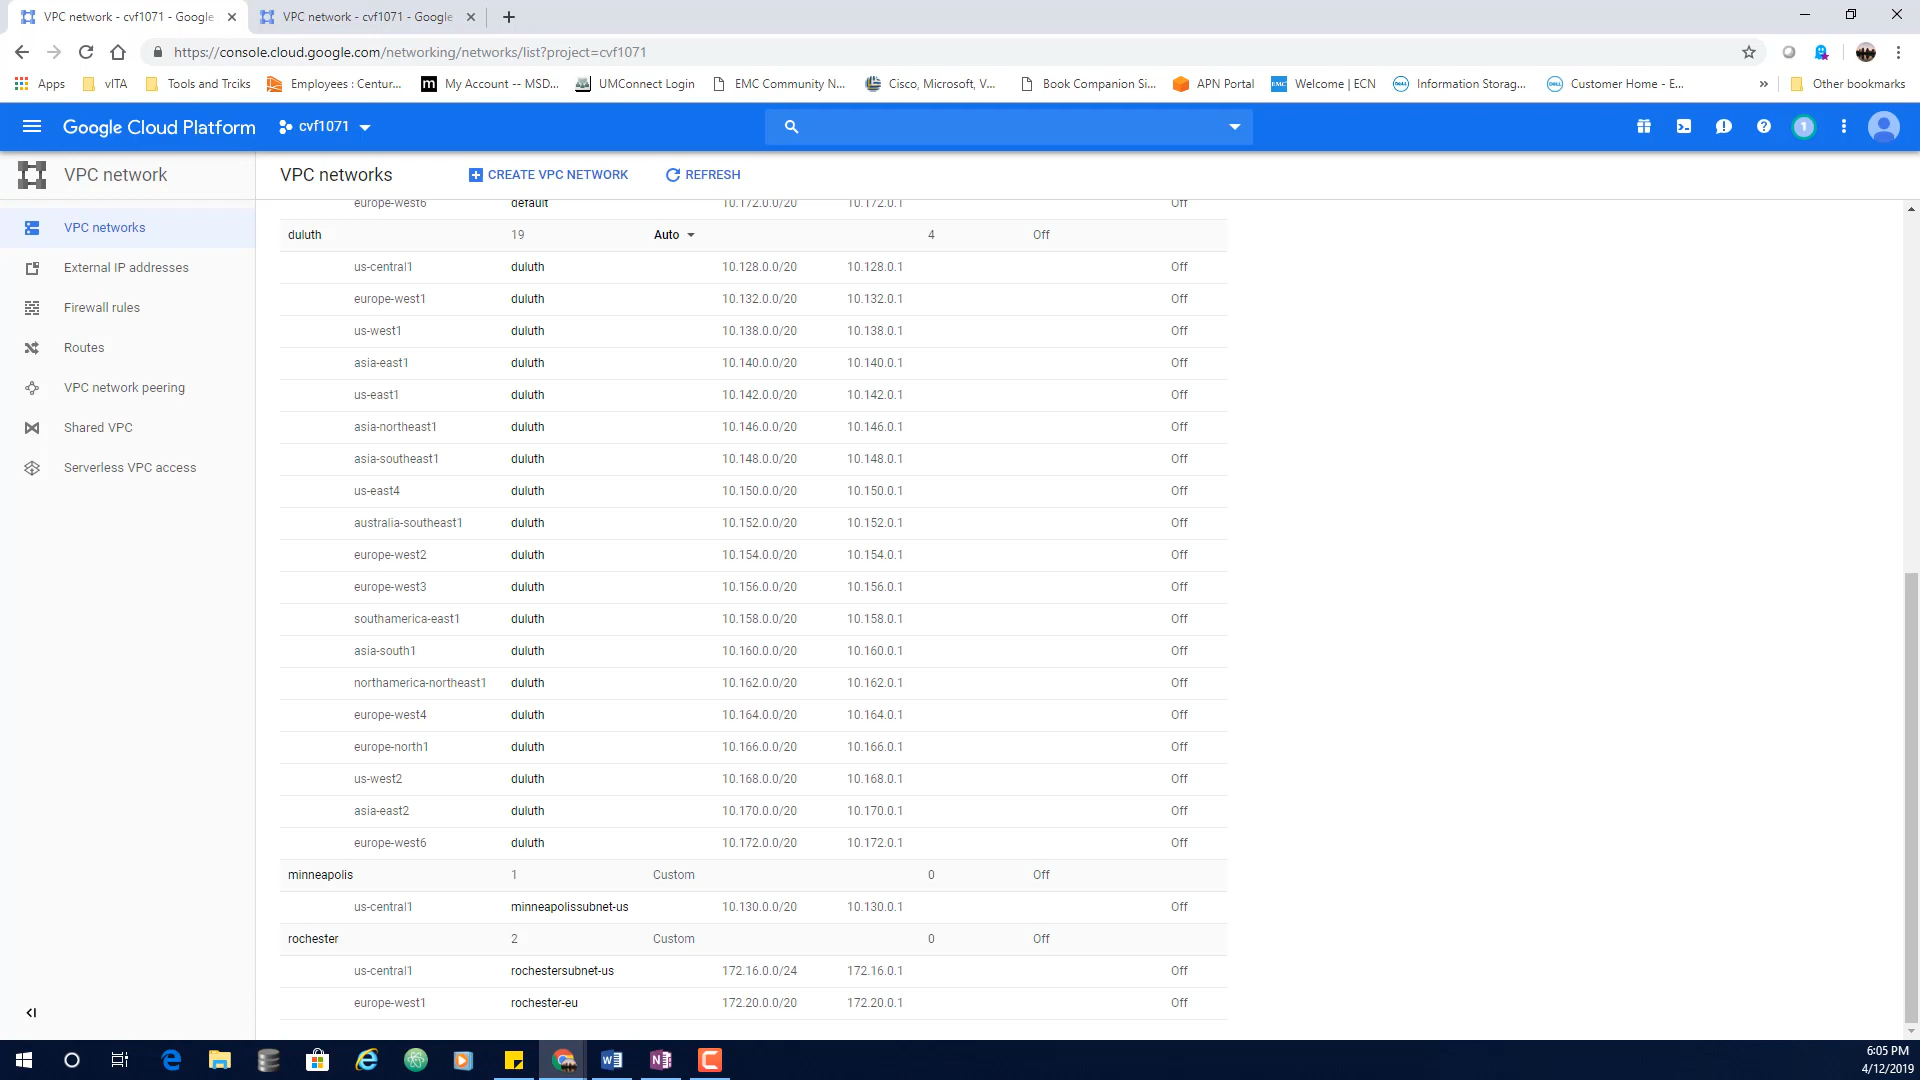 VPC network - cvf1071 - Google
VPC network - cvf1071 - Google
https://console.cloud.google.com/networking/networks/list?project=cvf1071
Apps vITA Tools and Trciks Employees : Centur... My Account -- MSD... UMConnect Login EMC Community N... Cisco, Microsoft, V... Book Companion Si... APN Portal Welcome | ECN Information Storag... Customer Home - E... » Other bookmarks
Google Cloud Platform cvf1071 1
VPC network
VPC networks CREATE VPC NETWORK REFRESH
VPC networks
External IP addresses
Firewall rules
Routes
VPC network peering
Shared VPC
Serverless VPC access
europe-west6 default 10.172.0.0/20 10.172.0.1 Off
duluth 19 Auto 4 Off
us-central1 duluth 10.128.0.0/20 10.128.0.1 Off
europe-west1 duluth 10.132.0.0/20 10.132.0.1 Off
us-west1 duluth 10.138.0.0/20 10.138.0.1 Off
asia-east1 duluth 10.140.0.0/20 10.140.0.1 Off
us-east1 duluth 10.142.0.0/20 10.142.0.1 Off
asia-northeast1 duluth 10.146.0.0/20 10.146.0.1 Off
asia-southeast1 duluth 10.148.0.0/20 10.148.0.1 Off
us-east4 duluth 10.150.0.0/20 10.150.0.1 Off
australia-southeast1 duluth 10.152.0.0/20 10.152.0.1 Off
europe-west2 duluth 10.154.0.0/20 10.154.0.1 Off
europe-west3 duluth 10.156.0.0/20 10.156.0.1 Off
southamerica-east1 duluth 10.158.0.0/20 10.158.0.1 Off
asia-south1 duluth 10.160.0.0/20 10.160.0.1 Off
northamerica-northeast1 duluth 10.162.0.0/20 10.162.0.1 Off
europe-west4 duluth 10.164.0.0/20 10.164.0.1 Off
europe-north1 duluth 10.166.0.0/20 10.166.0.1 Off
us-west2 duluth 10.168.0.0/20 10.168.0.1 Off
asia-east2 duluth 10.170.0.0/20 10.170.0.1 Off
europe-west6 duluth 10.172.0.0/20 10.172.0.1 Off
minneapolis 1 Custom 0 Off
us-central1 minneapolissubnet-us 10.130.0.0/20 10.130.0.1 Off
rochester 2 Custom 0 Off
us-central1 rochestersubnet-us 172.16.0.0/24 172.16.0.1 Off
europe-west1 rochester-eu 172.20.0.0/20 172.20.0.1 Off
6:05 PM
4/12/2019